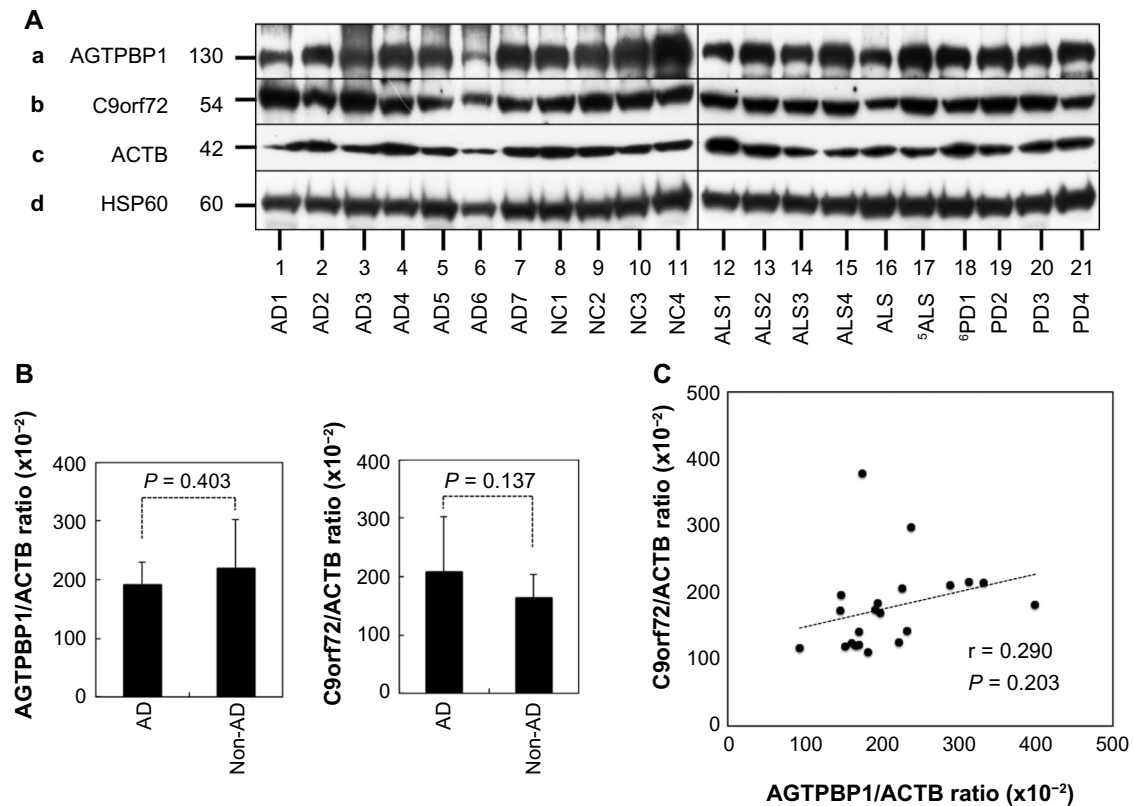 A
a AGTPBP1 130
b C9orf72 54
c ACTB 42
d HSP60 60
1 2 3 4 5 6 7 8 9 10 11 12 13 14 15 16 17 18 19 20 21
AD1 AD2 AD3 AD4 AD5 AD6 AD7 NC1 NC2 NC3 NC4 ALS1 ALS2 ALS3 ALS4 ALS ⁵ALS ⁶PD1 PD2 PD3 PD4
B
AGTPBP1/ACTB ratio (x10⁻²)
400
300
200
100
0
P = 0.403
AD Non-AD
C9orf72/ACTB ratio (x10⁻²)
400
300
200
100
0
P = 0.137
AD Non-AD
C
C9orf72/ACTB ratio (x10⁻²)
500
400
300
200
100
0
r = 0.290
P = 0.203
0 100 200 300 400 500
AGTPBP1/ACTB ratio (x10⁻²)